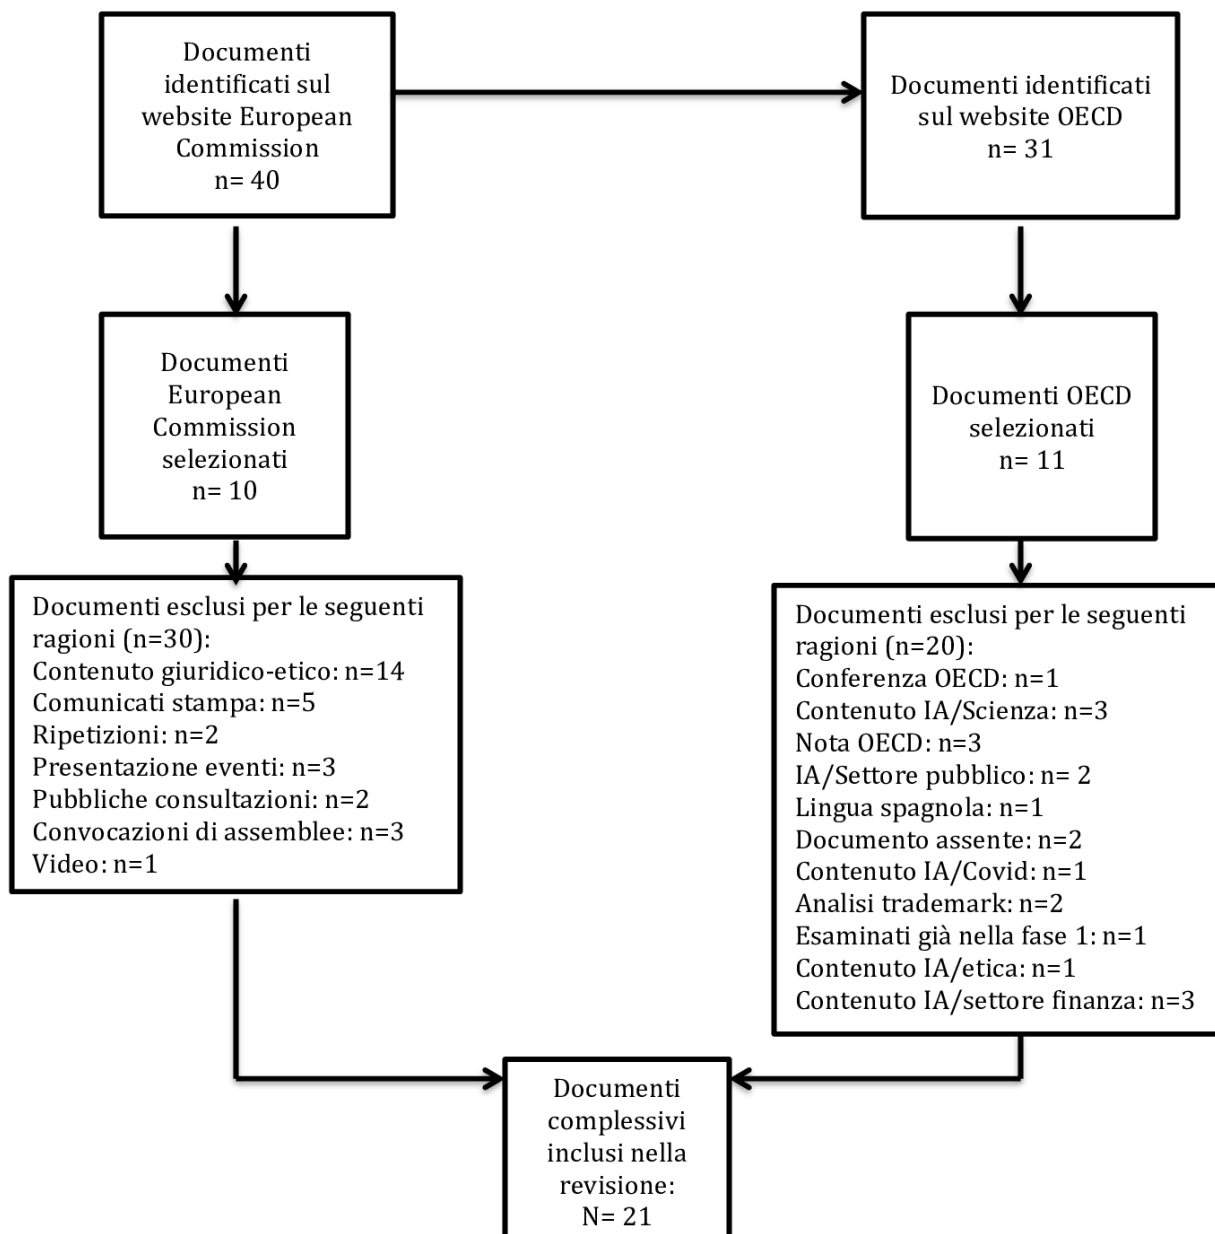 Documenti
identificati sul
website European
Commission
n= 40
Documenti identificati
sul website OECD
n= 31
Documenti
European
Commission
selezionati
n= 10
Documenti OECD
selezionati
n= 11
Documenti esclusi per le seguenti
ragioni (n=30):
Contenuto giuridico-etico: n=14
Comunicati stampa: n=5
Ripetizioni: n=2
Presentazione eventi: n=3
Pubbliche consultazioni: n=2
Convocazioni di assemblee: n=3
Video: n=1
Documenti esclusi per le seguenti
ragioni (n=20):
Conferenza OECD: n=1
Contenuto IA/Scienza: n=3
Nota OECD: n=3
IA/Settore pubblico: n= 2
Lingua spagnola: n=1
Documento assente: n=2
Contenuto IA/Covid: n=1
Analisi trademark: n=2
Esaminati già nella fase 1: n=1
Contenuto IA/etica: n=1
Contenuto IA/settore finanza: n=3
Documenti
complessivi
inclusi nella
revisione:
N= 21